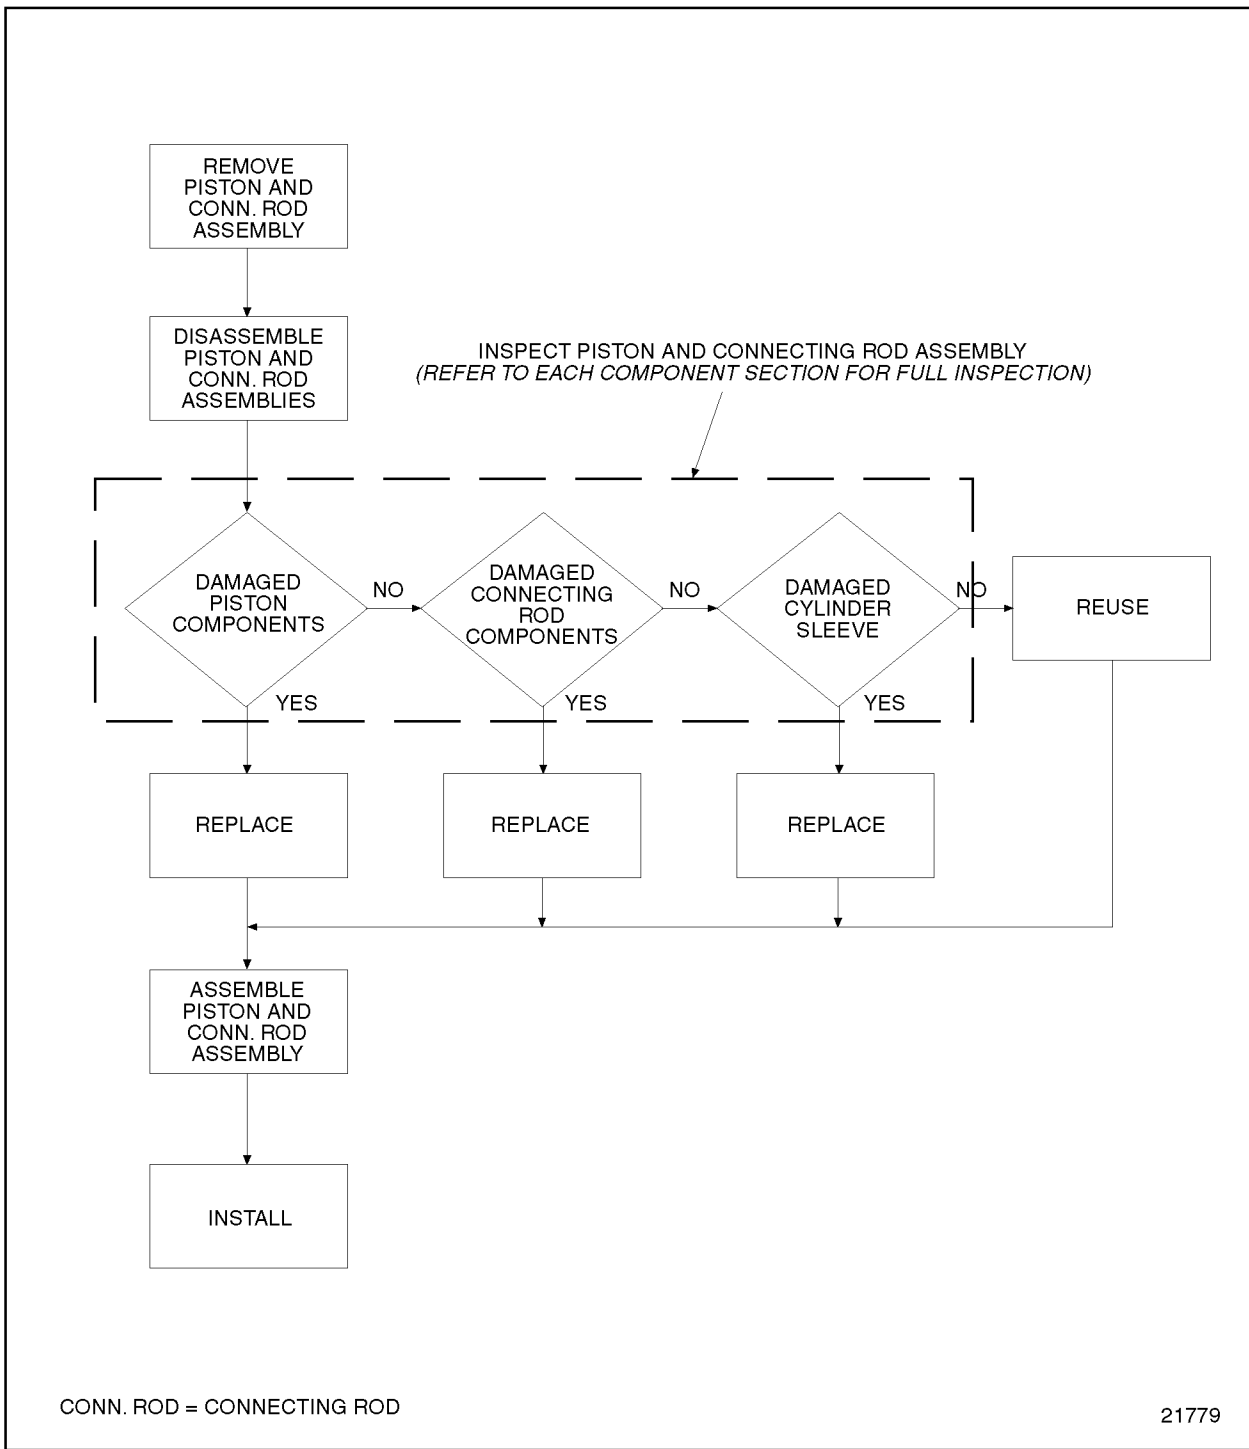 REMOVE
PISTON AND
CONN. ROD
ASSEMBLY
DISASSEMBLE
PISTON AND
CONN. ROD
ASSEMBLIES
INSPECT PISTON AND CONNECTING ROD ASSEMBLY
(REFER TO EACH COMPONENT SECTION FOR FULL INSPECTION)
DAMAGED
PISTON
COMPONENTS
NO
DAMAGED
CONNECTING
ROD
COMPONENTS
NO
DAMAGED
CYLINDER
SLEEVE
NO
REUSE
YES
YES
YES
REPLACE
REPLACE
REPLACE
ASSEMBLE
PISTON AND
CONN. ROD
ASSEMBLY
INSTALL
CONN. ROD = CONNECTING ROD
21779